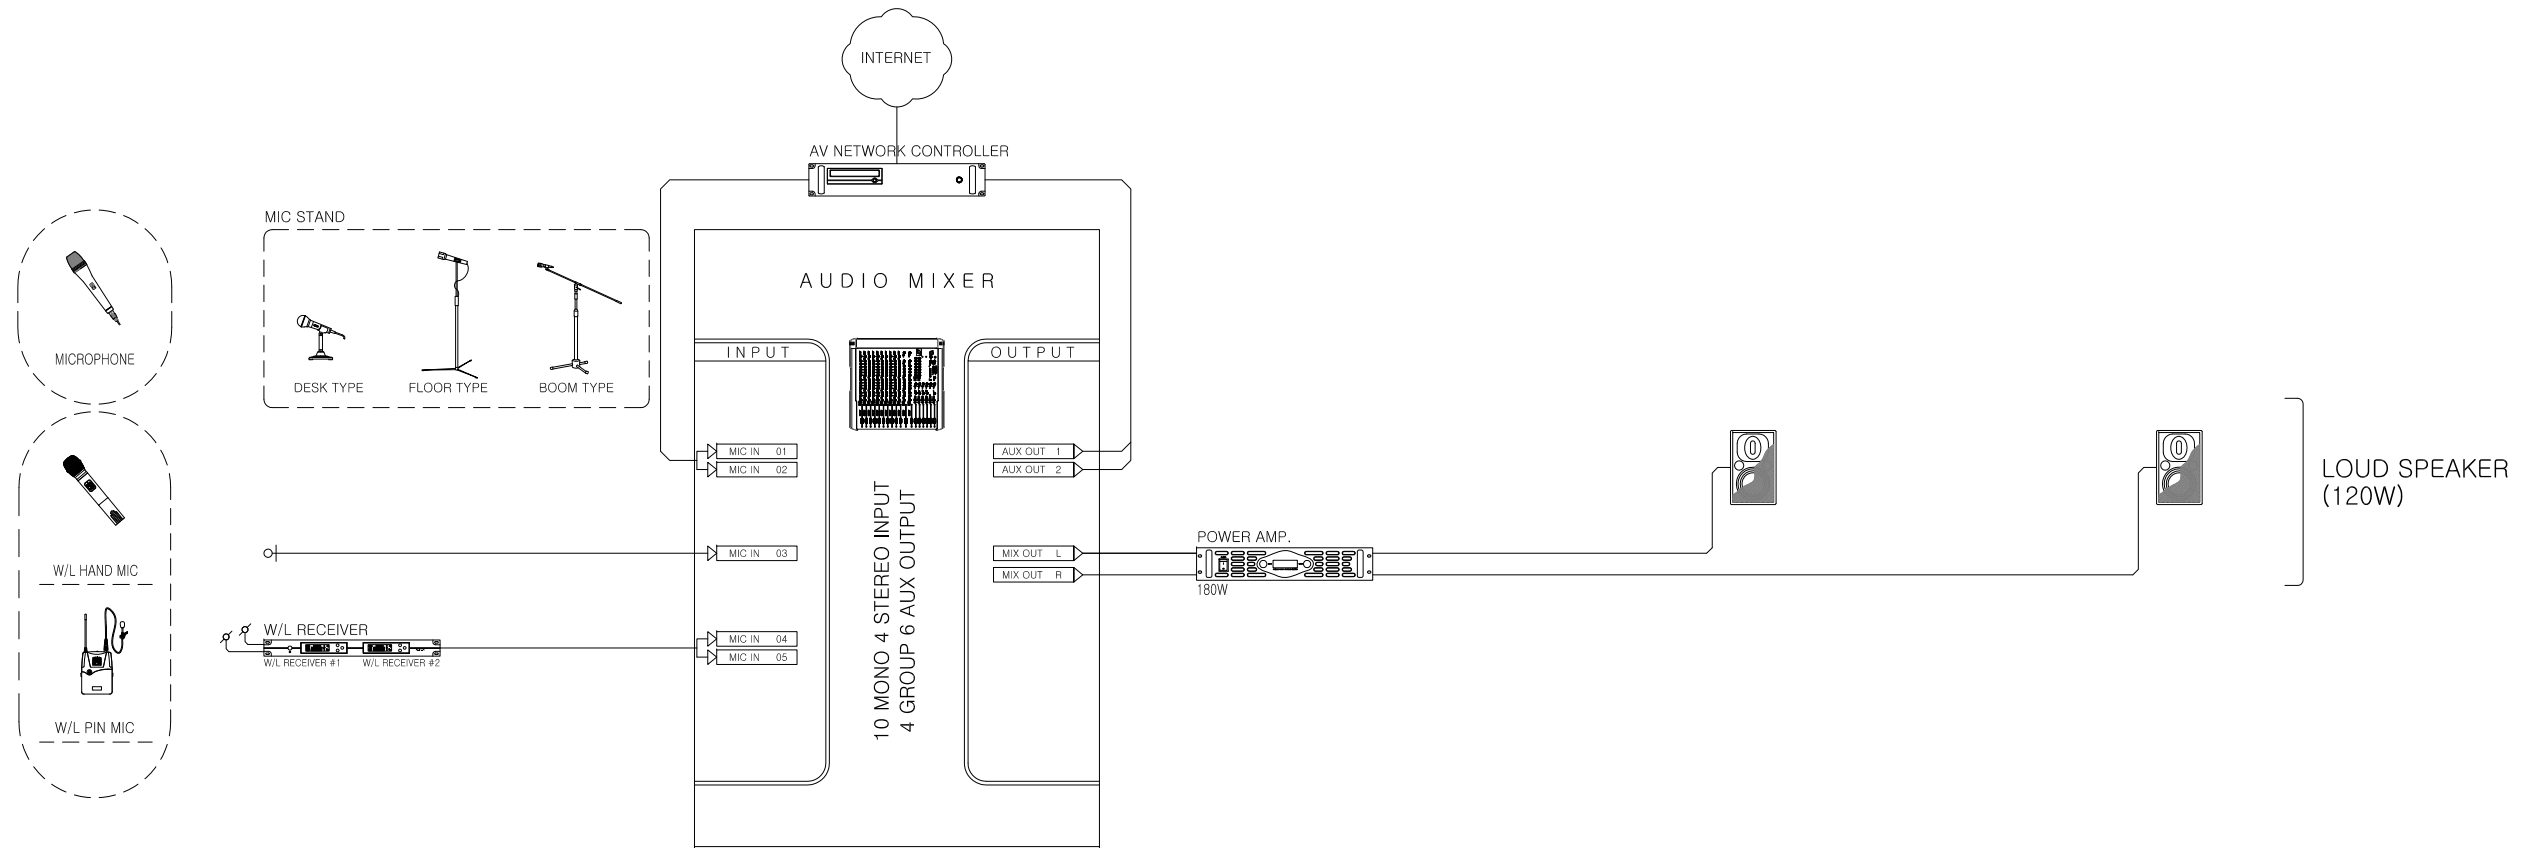 INTERNET
AV NETWORK CONTROLLER
MIC STAND
MICROPHONE
DESK TYPE
FLOOR TYPE
BOOM TYPE
AUDIO MIXER
INPUT
OUTPUT
MIC IN 01
MIC IN 02
AUX OUT 1
AUX OUT 2
10 MONO 4 STEREO INPUT
4 GROUP 6 AUX OUTPUT
LOUD SPEAKER
(120W)
MIC IN 03
MIX OUT L
MIX OUT R
POWER AMP.
180W
W/L HAND MIC
W/L RECEIVER
W/L RECEIVER #1
W/L RECEIVER #2
MIC IN 04
MIC IN 05
W/L PIN MIC